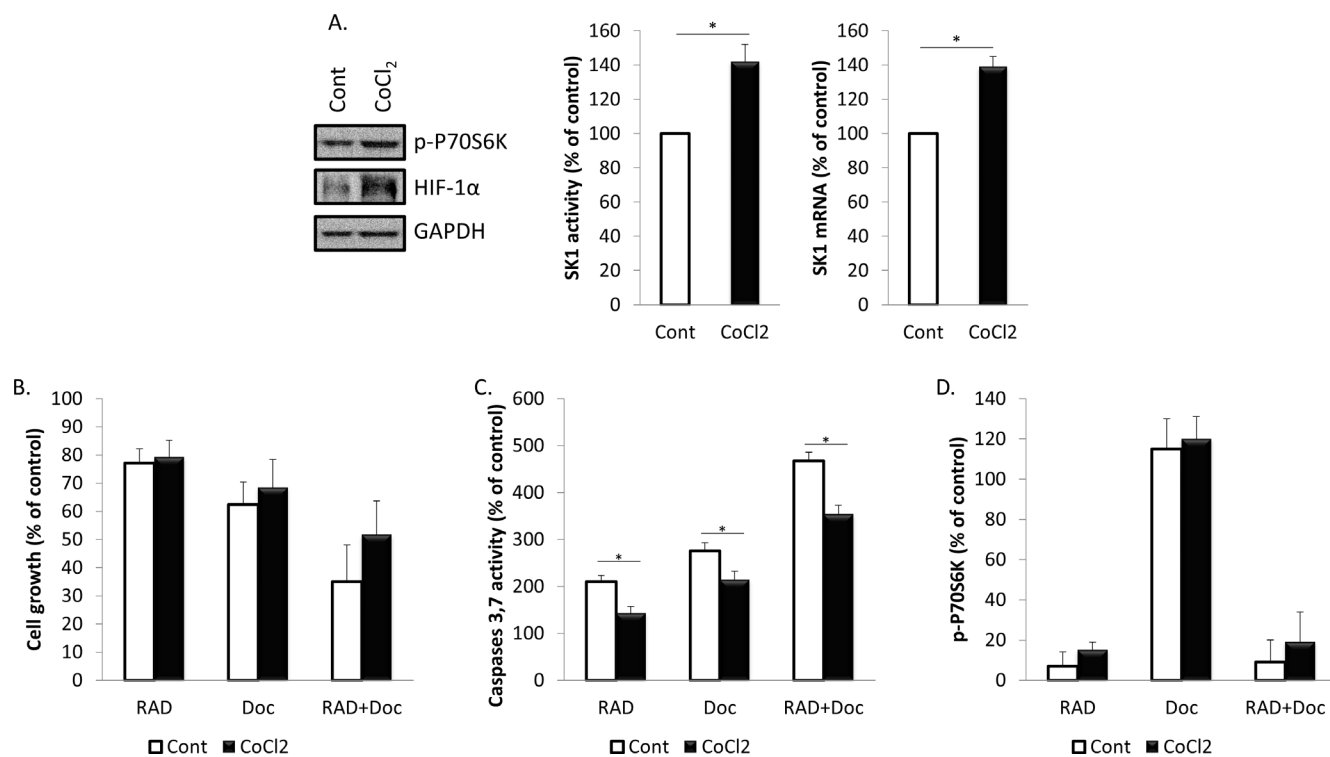 A.
Cont
CoCl2
p-P70S6K
HIF-1α
GAPDH
SK1 activity (% of control)
160
140
120
100
80
60
40
20
0
*
Cont
CoCl2
SK1 mRNA (% of control)
160
140
120
100
80
60
40
20
0
*
Cont
CoCl2
B.
Cell growth (% of control)
100
90
80
70
60
50
40
30
20
10
0
RAD
Doc
RAD+Doc
Cont
CoCl2
C.
Caspases 3,7 activity (% of control)
600
500
400
300
200
100
0
*
*
*
RAD
Doc
RAD+Doc
Cont
CoCl2
D.
p-P70S6K (% of control)
140
120
100
80
60
40
20
0
RAD
Doc
RAD+Doc
Cont
CoCl2